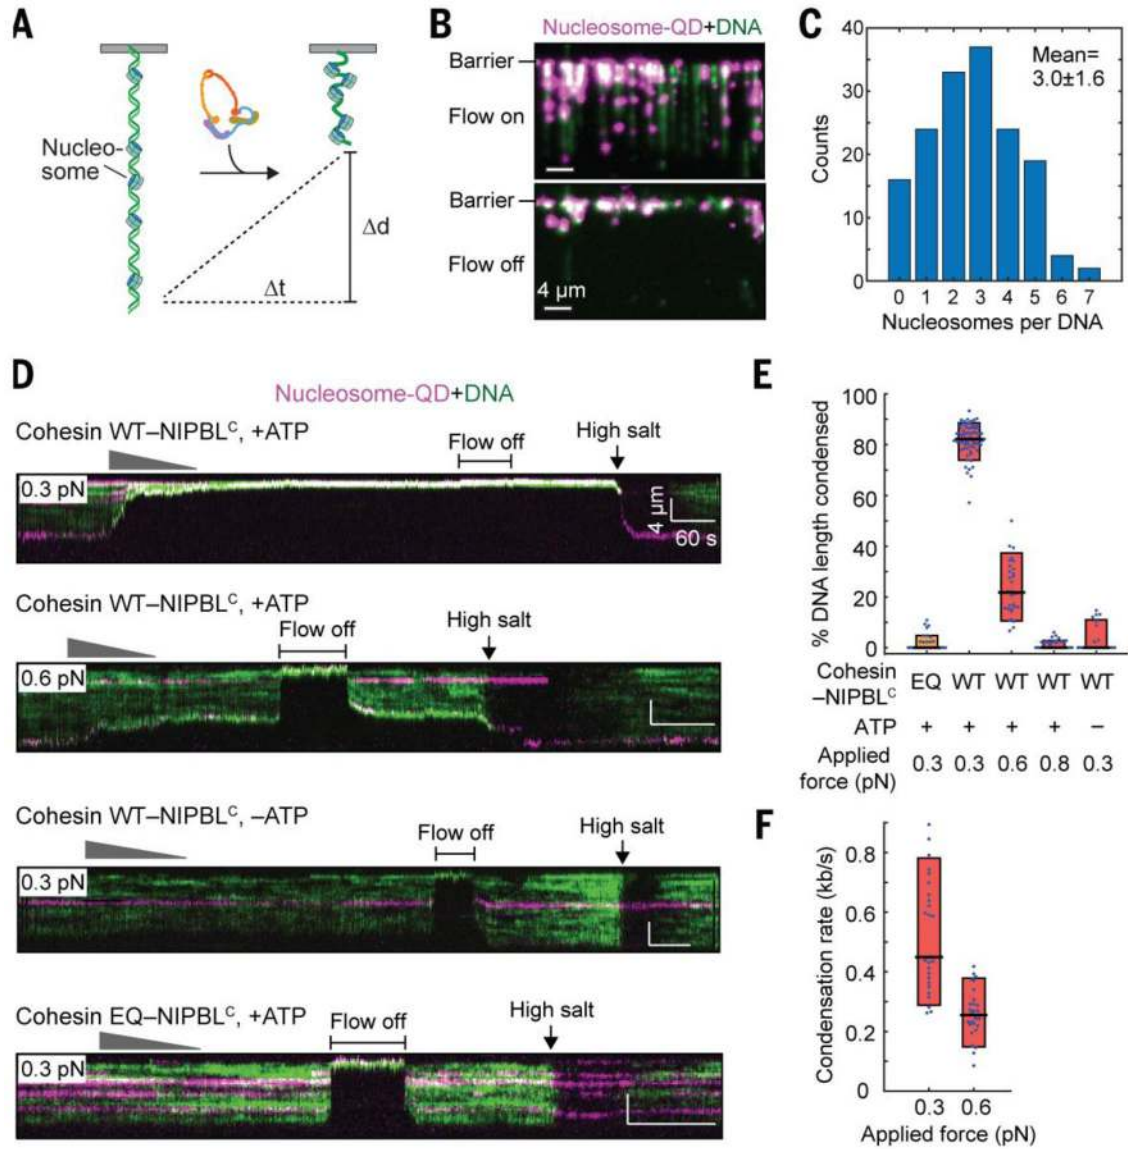 A
Nucleo-
some
Δd
Δt
B
Nucleosome-QD+DNA
Barrier
Flow on
Barrier
Flow off
4 μm
C
Counts
40
30
20
10
0
Mean=
3.0±1.6
0 1 2 3 4 5 6 7
Nucleosomes per DNA
D
Nucleosome-QD+DNA
Cohesin WT–NIPBLᶜ, +ATP
Flow off
High salt
0.3 pN
4 μm
60 s
Cohesin WT–NIPBLᶜ, +ATP
Flow off
High salt
0.6 pN
Cohesin WT–NIPBLᶜ, –ATP
Flow off
High salt
0.3 pN
Cohesin EQ–NIPBLᶜ, +ATP
Flow off
High salt
0.3 pN
E
% DNA length condensed
100
80
60
40
20
0
Cohesin
–NIPBLᶜ
EQ WT WT WT WT
ATP + + + + –
Applied
force (pN)
0.3 0.3 0.6 0.8 0.3
F
Condensation rate (kb/s)
0.8
0.6
0.4
0.2
0
0.3 0.6
Applied force (pN)